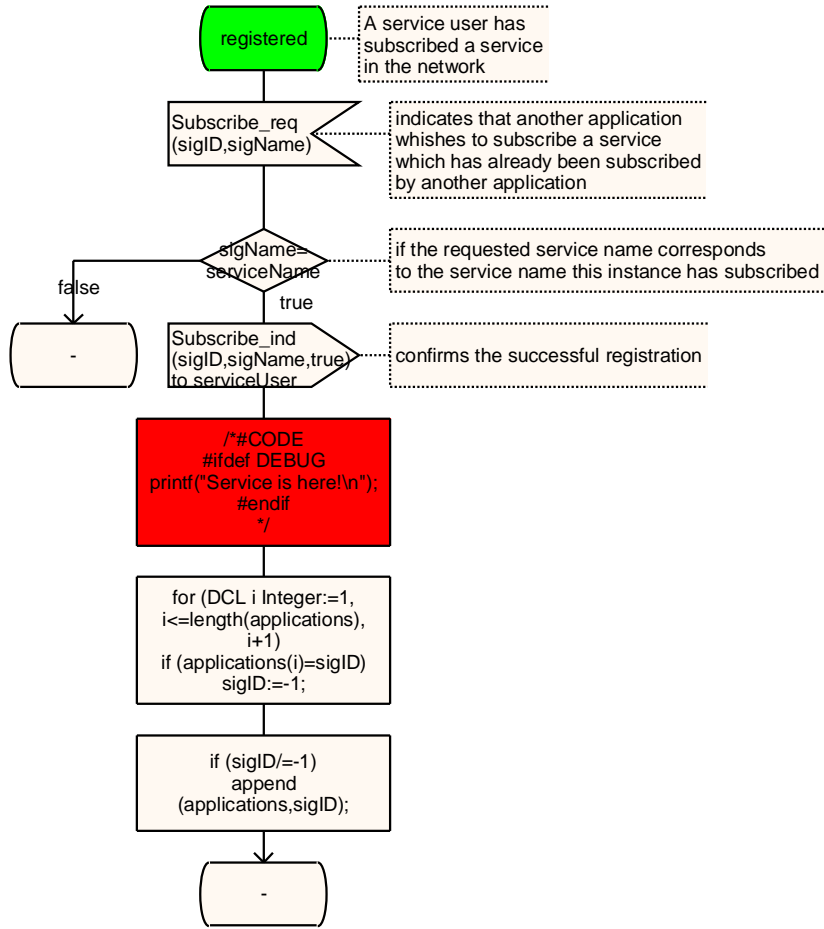 registered
A service user has
subscribed a service
in the network
Subscribe_req
(sigID,sigName)
indicates that another application
whishes to subscribe a service
which has already been subscribed
by another application
sigName=
serviceName
if the requested service name corresponds
to the service name this instance has subscribed
false
true
-
Subscribe_ind
(sigID,sigName,true)
to serviceUser
confirms the successful registration
/*#CODE
#ifdef DEBUG
printf("Service is here!\n");
#endif
*/
for (DCL i Integer:=1,
i<=length(applications),
i+1)
if (applications(i)=sigID)
sigID:=-1;
if (sigID/=-1)
append
(applications,sigID);
-